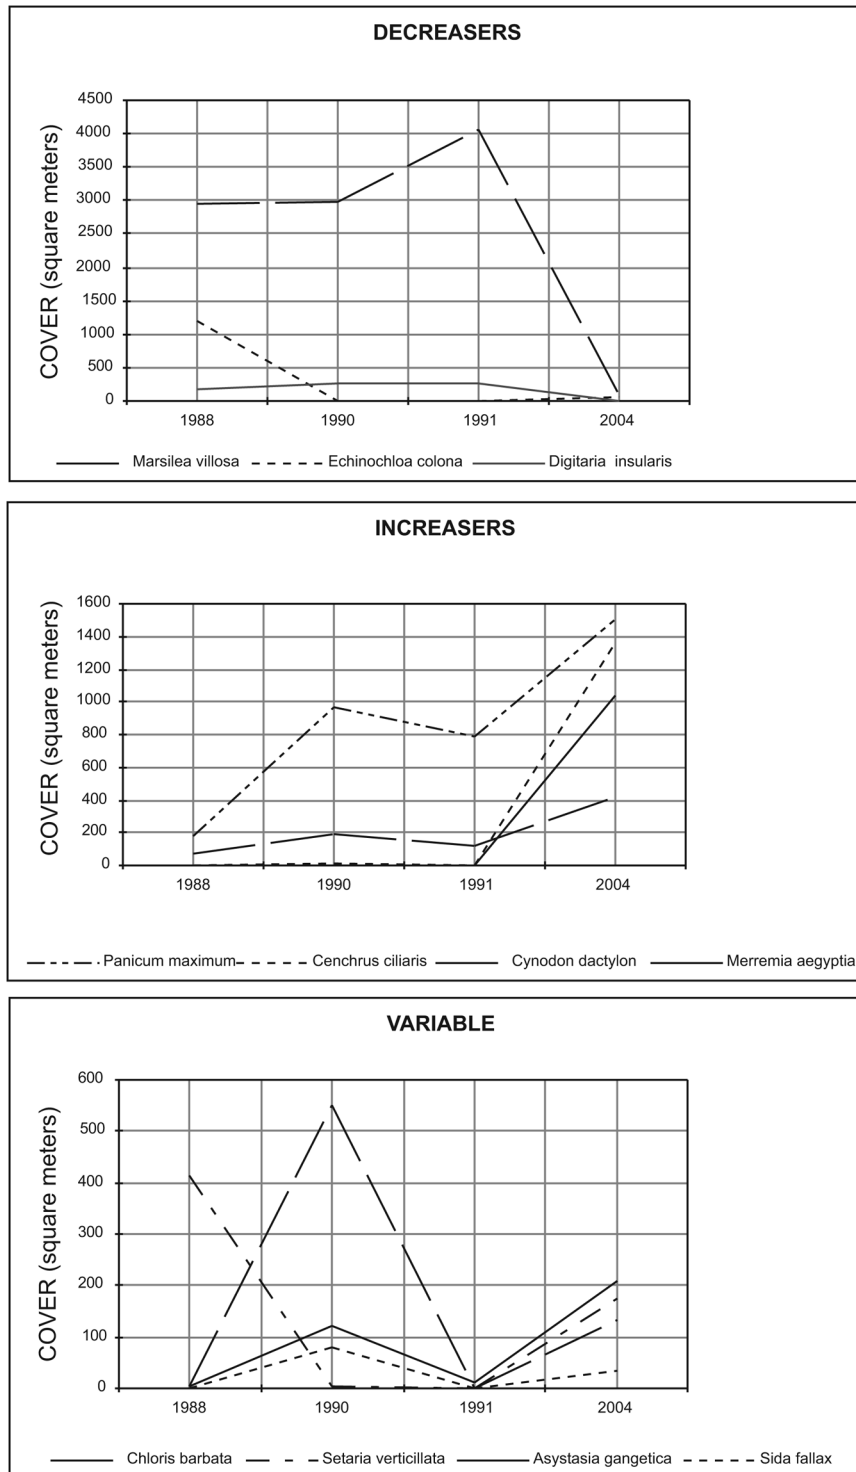 DECREASERS
COVER (square meters)
4500
4000
3500
3000
2500
2000
1500
1000
500
0
1988 1990 1991 2004
Marsilea villosa Echinochloa colona Digitaria insularis
INCREASERS
COVER (square meters)
1600
1400
1200
1000
800
600
400
200
0
1988 1990 1991 2004
Panicum maximum Cenchrus ciliaris Cynodon dactylon Merremia aegyptia
VARIABLE
COVER (square meters)
600
500
400
300
200
100
0
1988 1990 1991 2004
Chloris barbata Setaria verticillata Asystasia gangetica Sida fallax